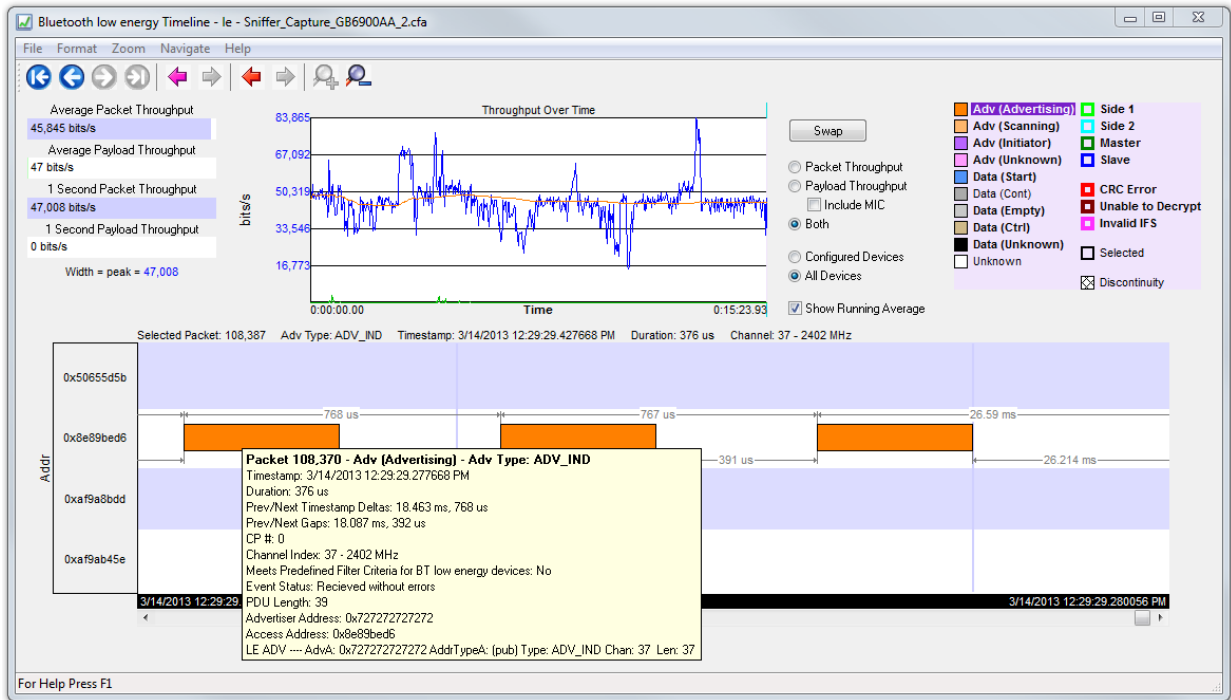 Bluetooth low energy Timeline - le - Sniffer_Capture_GB6900AA_2.cfa
File Format Zoom Navigate Help
Average Packet Throughput
45,845 bits/s
Average Payload Throughput
47 bits/s
1 Second Packet Throughput
47,008 bits/s
1 Second Payload Throughput
0 bits/s
Width = peak = 47,008
Throughput Over Time
83,865
67,092
50,319
33,546
16,773
bits/s
0:00:00.00 Time 0:15:23.93
Swap
Packet Throughput
Payload Throughput
Include MIC
Both
Configured Devices
All Devices
Show Running Average
Adv (Advertising)
Adv (Scanning)
Adv (Initiator)
Adv (Unknown)
Data (Start)
Data (Cont)
Data (Empty)
Data (Ctrl)
Data (Unknown)
Unknown
Side 1
Side 2
Master
Slave
CRC Error
Unable to Decrypt
Invalid IFS
Selected
Discontinuity
Selected Packet: 108,387 Adv Type: ADV_IND Timestamp: 3/14/2013 12:29:29.427668 PM Duration: 376 us Channel: 37 - 2402 MHz
Addr
0x50655d5b
0x8e89bed6
0xaf9a8bdd
0xaf9ab45e
768 us
767 us
26.59 ms
391 us
26.214 ms
Packet 108,370 - Adv (Advertising) - Adv Type: ADV_IND
Timestamp: 3/14/2013 12:29:29.277668 PM
Duration: 376 us
Prev/Next Timestamp Deltas: 18.463 ms, 768 us
Prev/Next Gaps: 18.087 ms, 392 us
CP #: 0
Channel Index: 37 - 2402 MHz
Meets Predefined Filter Criteria for BT low energy devices: No
Event Status: Recieved without errors
PDU Length: 39
Advertiser Address: 0x727272727272
Access Address: 0x8e89bed6
LE ADV ---- AdvA: 0x727272727272 AddrTypeA: (pub) Type: ADV_IND Chan: 37 Len: 37
3/14/2013 12:29:29.
3/14/2013 12:29:29.280056 PM
For Help Press F1